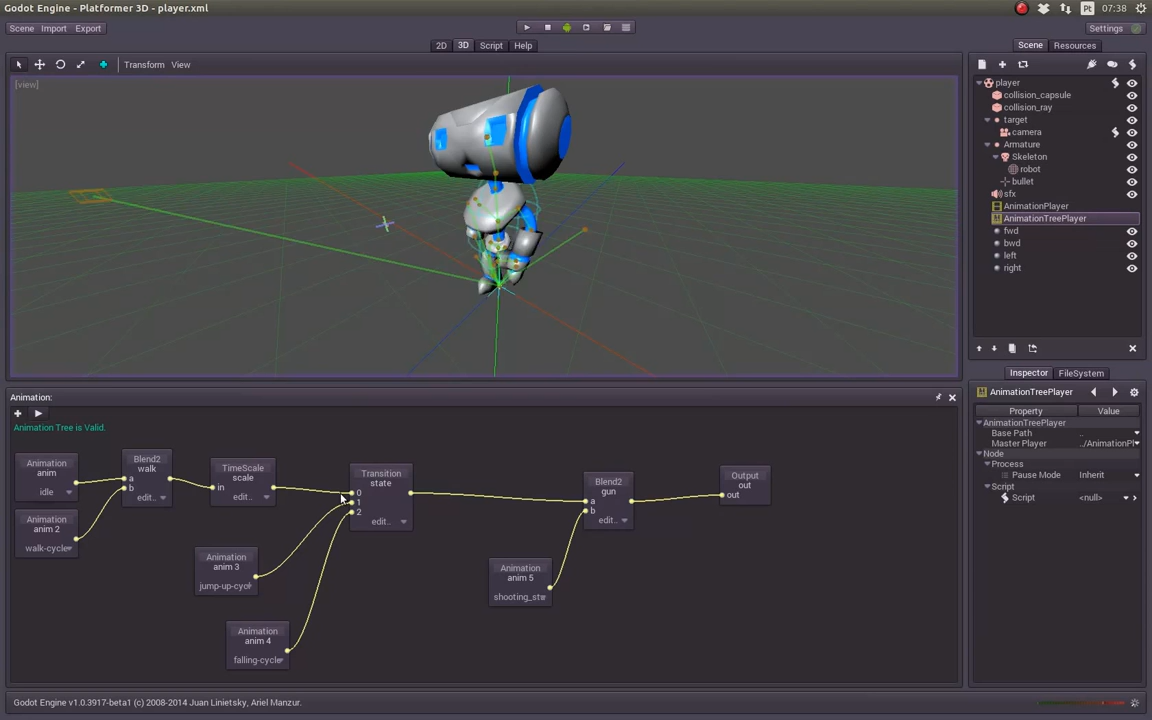 Godot Engine - Platformer 3D - player.xml
Pt 07:38
Scene Import Export
Settings
2D 3D Script Help
Scene Resources
Transform View
[view]
player
collision_capsule
collision_ray
target
camera
Armature
Skeleton
robot
bullet
sfx
AnimationPlayer
AnimationTreePlayer
fwd
bwd
left
right
Inspector FileSystem
AnimationTreePlayer
Property Value
AnimationTreePlayer
Base Path ..
Master Player ../AnimationPl
Node
Process
Pause Mode Inherit
Script
Script <null>
Animation:
Animation Tree is Valid.
Animation
anim
idle
Animation
anim 2
walk-cycle
Blend2
walk
a
b
edit..
TimeScale
scale
in
edit..
Animation
anim 3
jump-up-cycl
Animation
anim 4
falling-cycle
Transition
state
0
1
2
edit..
Animation
anim 5
shooting_st
Blend2
gun
a
b
edit..
Output
out
out
Godot Engine v1.0.3917-beta1 (c) 2008-2014 Juan Linietsky, Ariel Manzur.